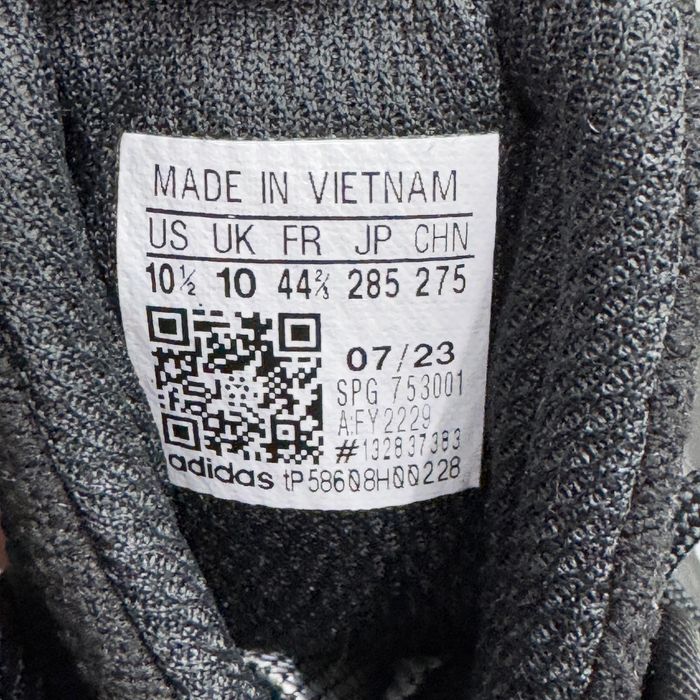 MADE IN VIETNAM
US UK FR JP CHN
10½ 10 44⅔ 285 275
07/23
SPG 753001
A:FY2229
#132837383
adidas tP58608H00228